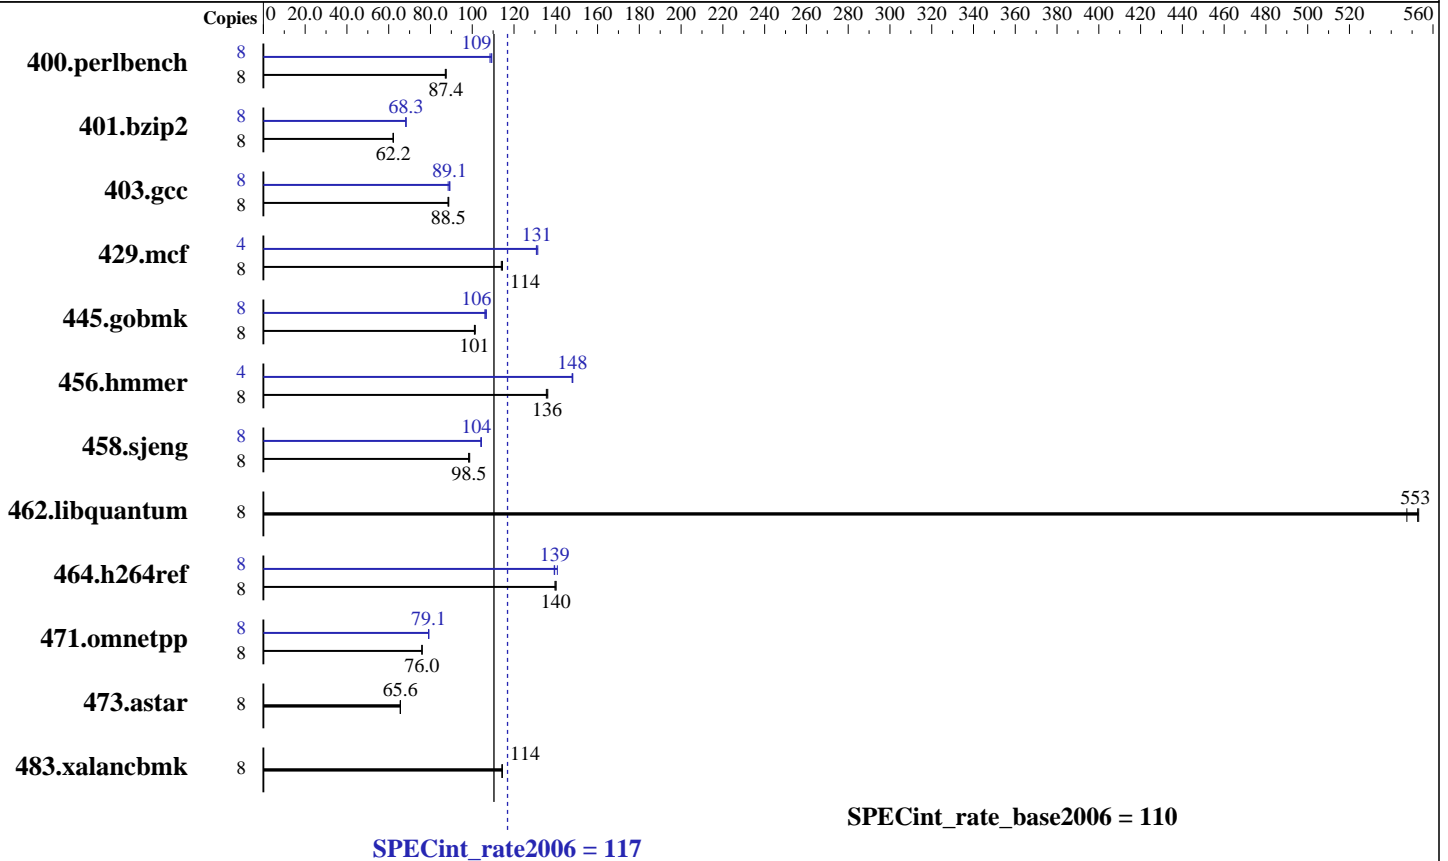 Copies 0 20.0 40.0 60.0 80.0 100 120 140 160 180 200 220 240 260 280 300 320 340 360 380 400 420 440 460 480 500 520 560
400.perlbench 8 109
8 87.4
401.bzip2 8 68.3
8 62.2
403.gcc 8 89.1
8 88.5
429.mcf 4 131
8 114
445.gobmk 8 106
8 101
456.hmmer 4 148
8 136
458.sjeng 8 104
8 98.5
462.libquantum 8 553
464.h264ref 8 139
8 140
471.omnetpp 8 79.1
8 76.0
473.astar 8 65.6
483.xalancbmk 8 114
SPECint_rate_base2006 = 110
SPECint_rate2006 = 117